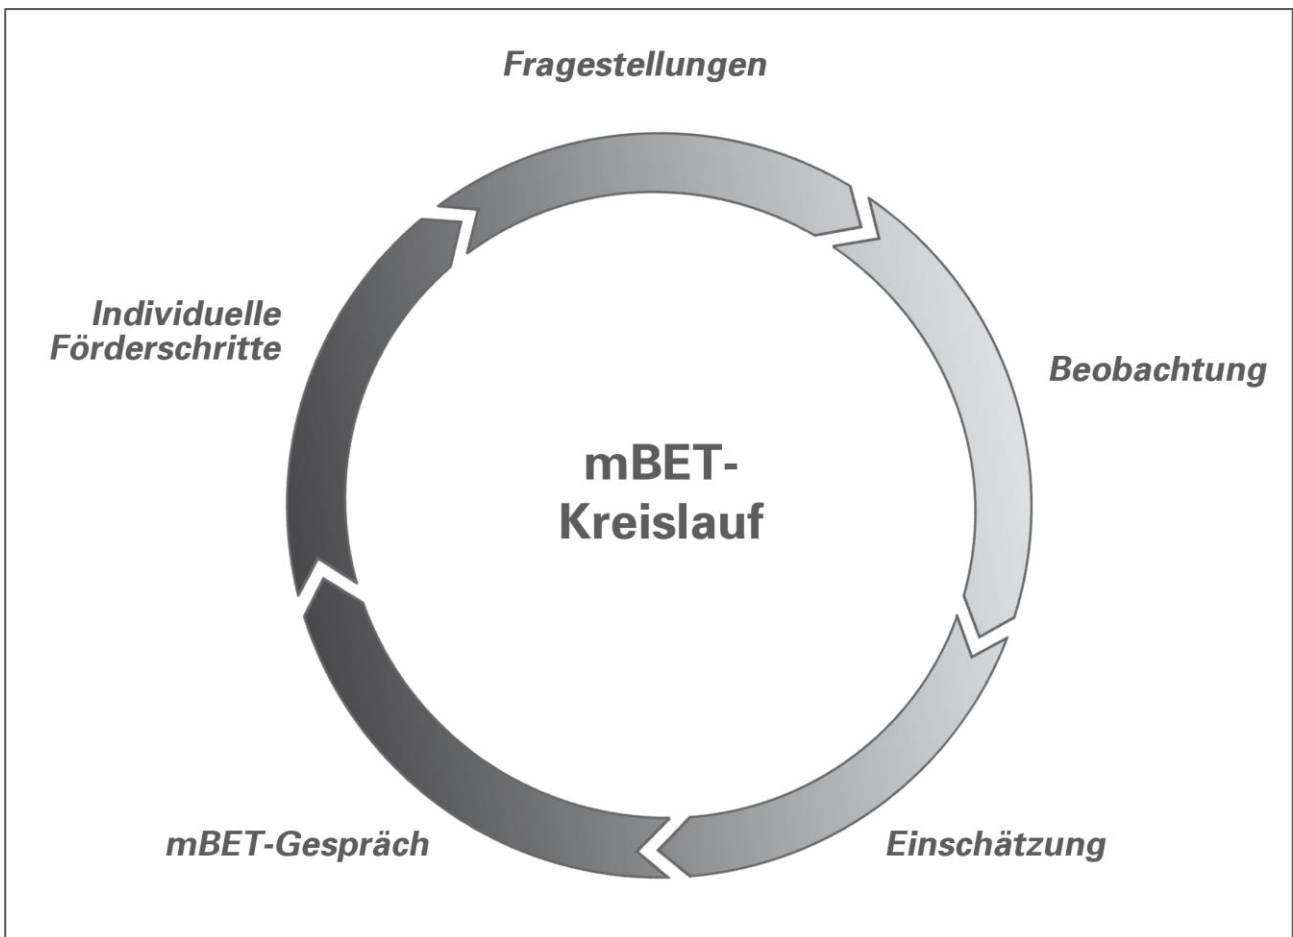 Fragestellungen
Individuelle
Förderschritte
Beobachtung
mBET-
Kreislauf
mBET-Gespräch
Einschätzung